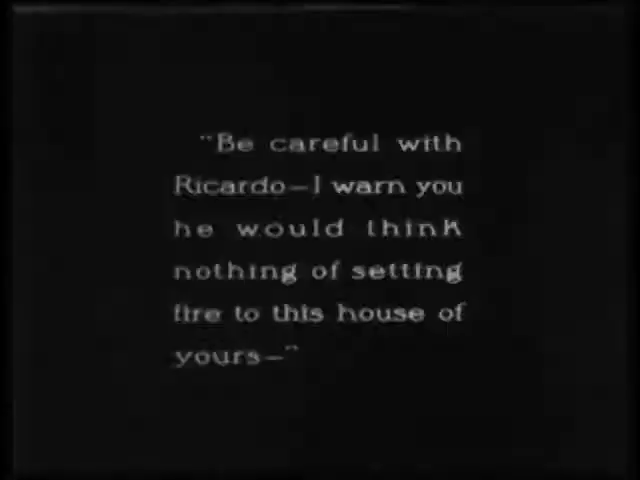 "Be careful with
Ricardo—I warn you
he would think
nothing of setting
fire to this house of
yours—"